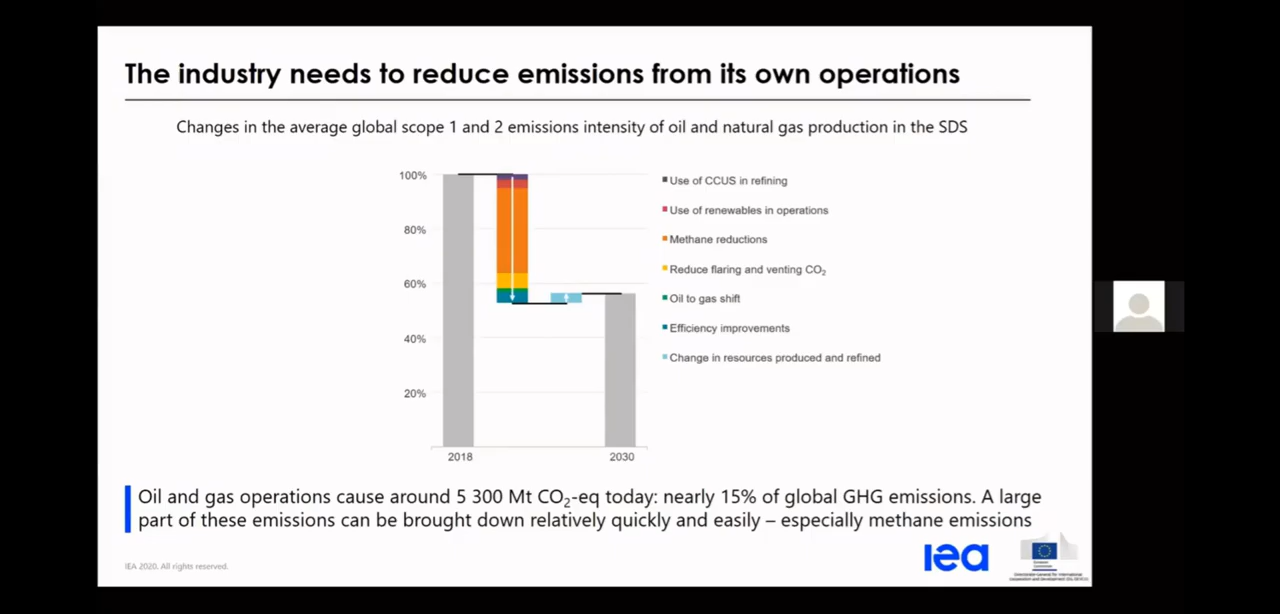 The industry needs to reduce emissions from its own operations
Changes in the average global scope 1 and 2 emissions intensity of oil and natural gas production in the SDS
100%
80%
60%
40%
20%
2018
2030
Use of CCUS in refining
Use of renewables in operations
Methane reductions
Reduce flaring and venting CO₂
Oil to gas shift
Efficiency improvements
Change in resources produced and refined
Oil and gas operations cause around 5 300 Mt CO₂-eq today: nearly 15% of global GHG emissions. A large
part of these emissions can be brought down relatively quickly and easily – especially methane emissions
IEA 2020. All rights reserved.
iea
European
Commission